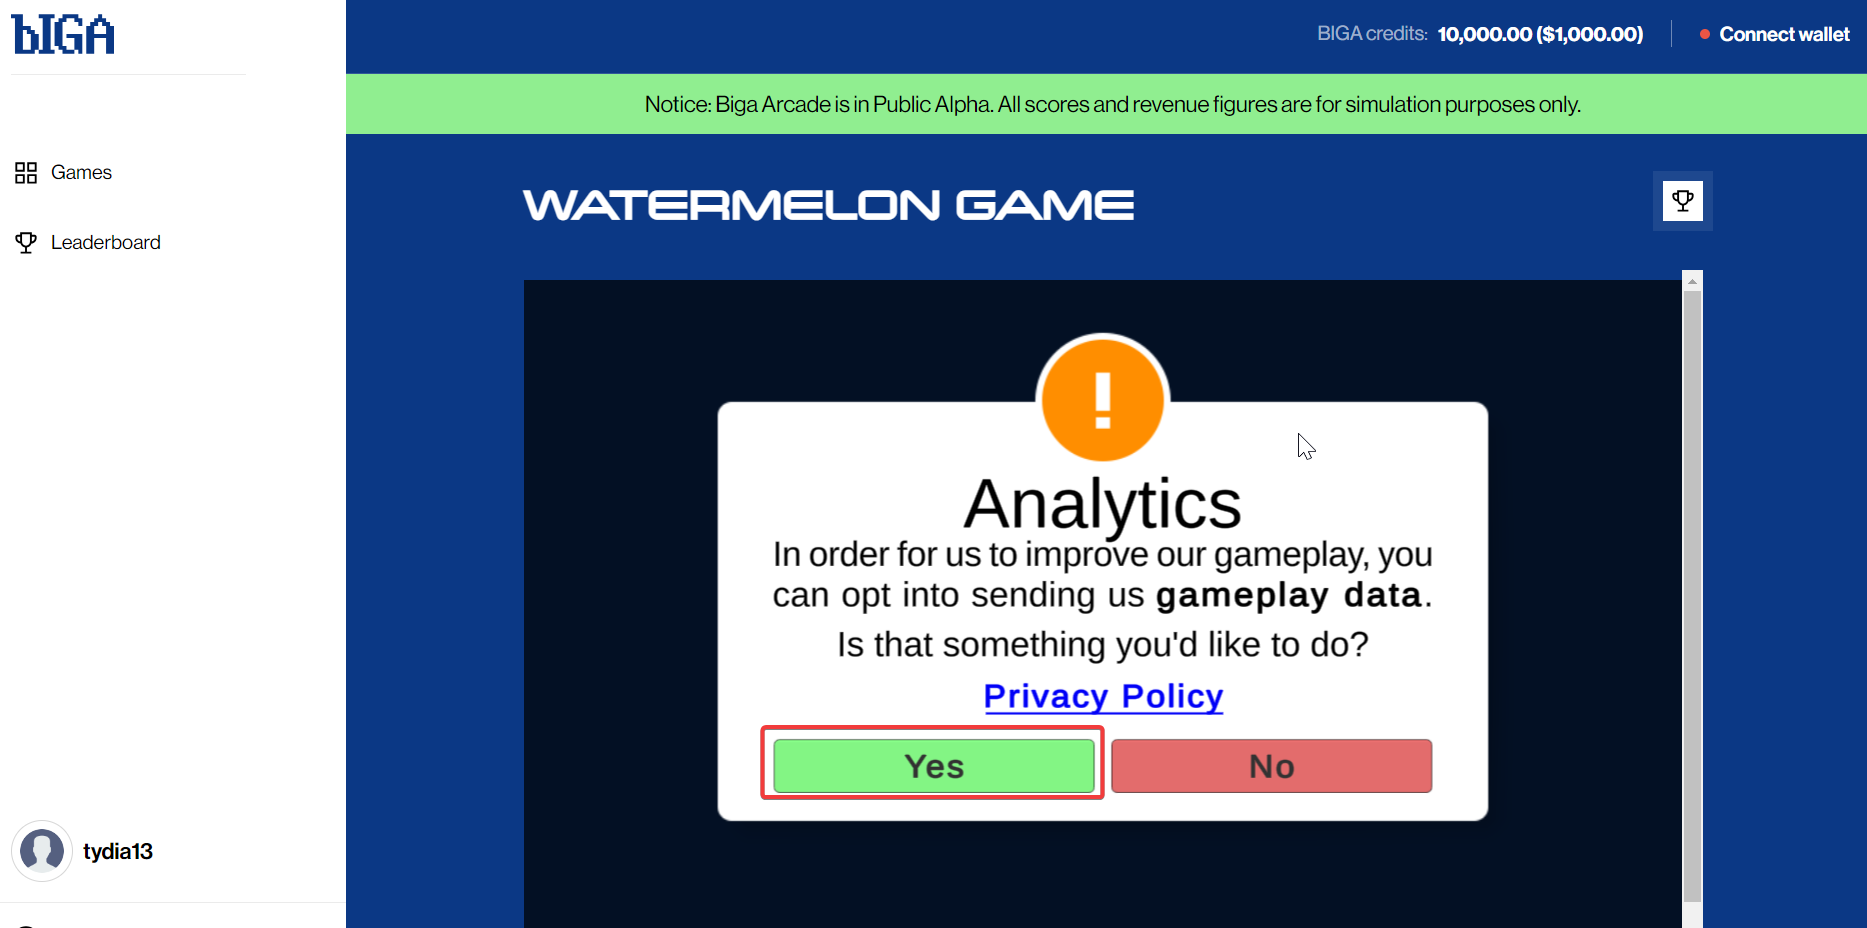 bIGA
BIGA credits: 10,000.00 ($1,000.00)
Connect wallet
Notice: Biga Arcade is in Public Alpha. All scores and revenue figures are for simulation purposes only.
Games
Leaderboard
WATERMELON GAME
!
Analytics
In order for us to improve our gameplay, you
can opt into sending us gameplay data.
Is that something you'd like to do?
Privacy Policy
Yes
No
tydia13